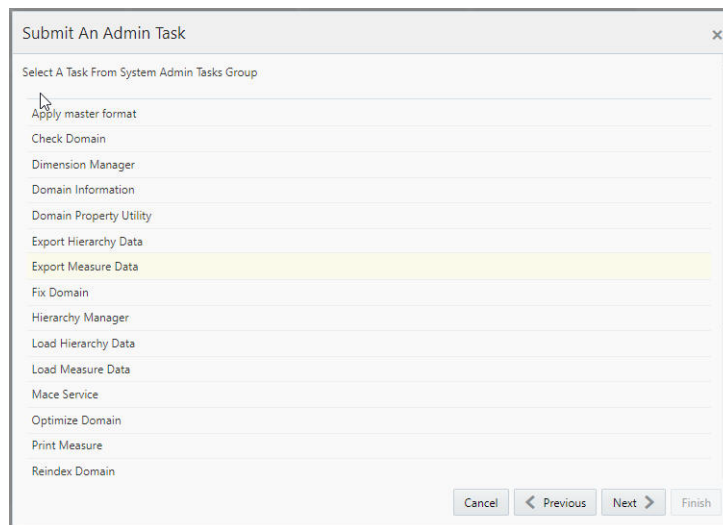 Submit An Admin Task
Select A Task From System Admin Tasks Group
Apply master format
Check Domain
Dimension Manager
Domain Information
Domain Property Utility
Export Hierarchy Data
Export Measure Data
Fix Domain
Hierarchy Manager
Load Hierarchy Data
Load Measure Data
Mace Service
Optimize Domain
Print Measure
Reindex Domain
Cancel Previous Next Finish